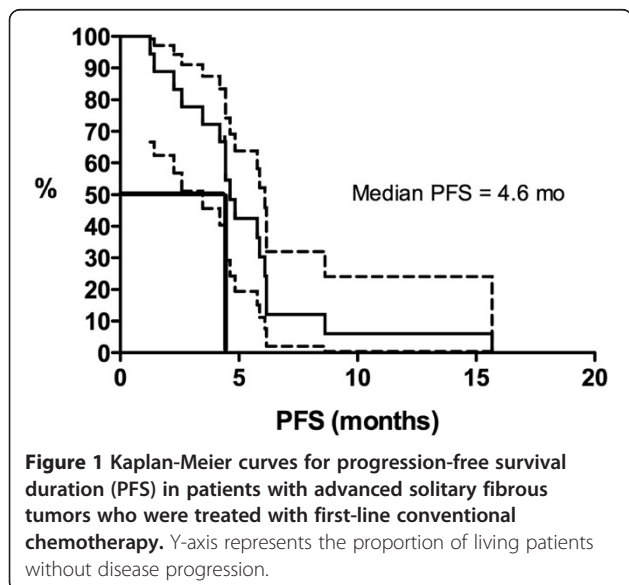 100
90
80
70
60
50
40
30
20
10
0
%
Median PFS = 4.6 mo
0 5 10 15 20
PFS (months)
Figure 1 Kaplan-Meier curves for progression-free survival
duration (PFS) in patients with advanced solitary fibrous
tumors who were treated with first-line conventional
chemotherapy. Y-axis represents the proportion of living patients
without disease progression.